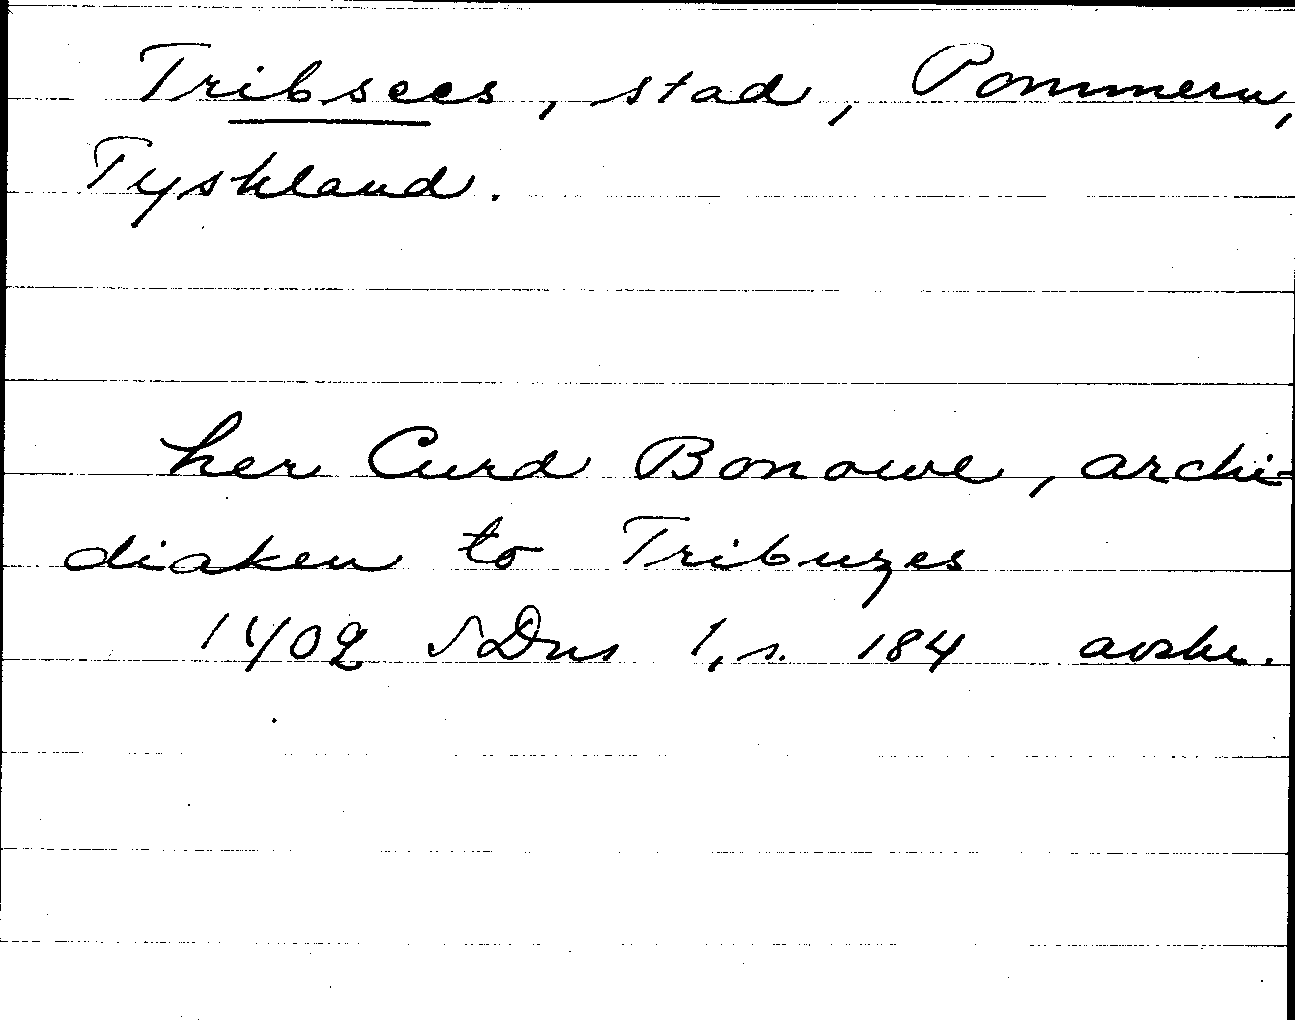 Tribsees, stad, Pommern,
Tyskland.
her Curd Bonowe, archi-
diaken to Tribuzes
1402 SDns 1, s. 184 avskr.